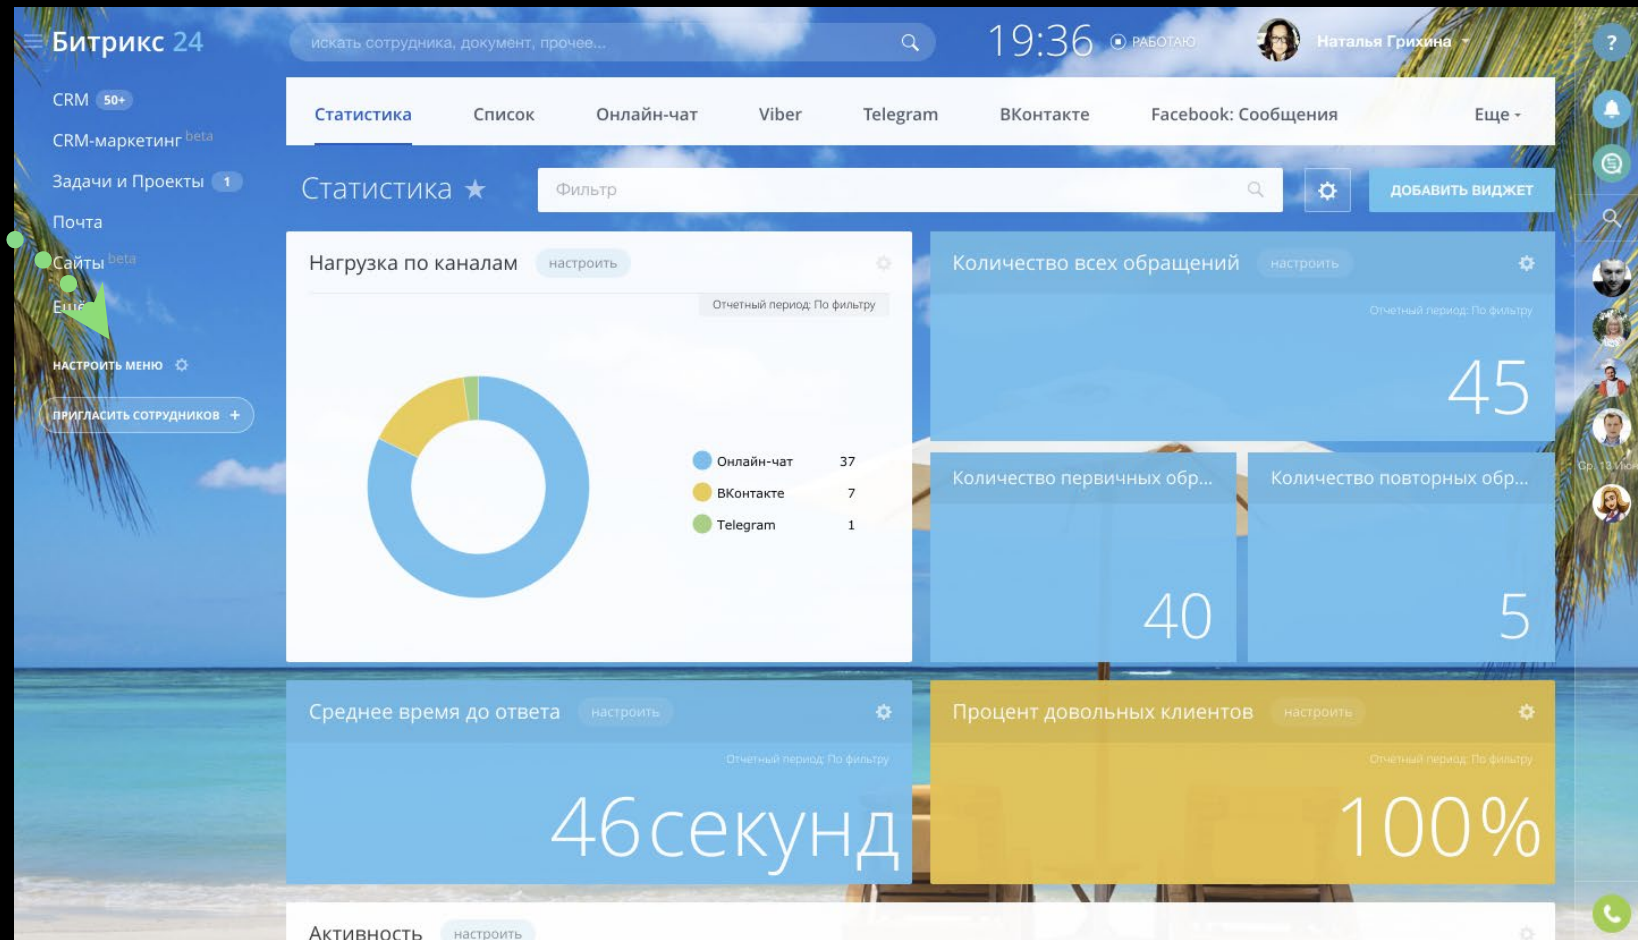 Битрикс 24
искать сотрудника, документ, прочее...
19:36 РАБОТАЮ
Наталья Грихина
?
CRM 50+
CRM-маркетинг beta
Задачи и Проекты 1
Почта
Сайты beta
Ещё
НАСТРОИТЬ МЕНЮ
ПРИГЛАСИТЬ СОТРУДНИКОВ +
Статистика Список Онлайн-чат Viber Telegram ВКонтакте Facebook: Сообщения Еще
Статистика
Фильтр
ДОБАВИТЬ ВИДЖЕТ
Нагрузка по каналам настроить
Отчетный период: По фильтру
Онлайн-чат 37
ВКонтакте 7
Telegram 1
Количество всех обращений настроить
Отчетный период: По фильтру
45
Количество первичных обр...
40
Количество повторных обр...
5
Среднее время до ответа настроить
Отчетный период: По фильтру
46секунд
Процент довольных клиентов настроить
Отчетный период: По фильтру
100%
Активность настроить